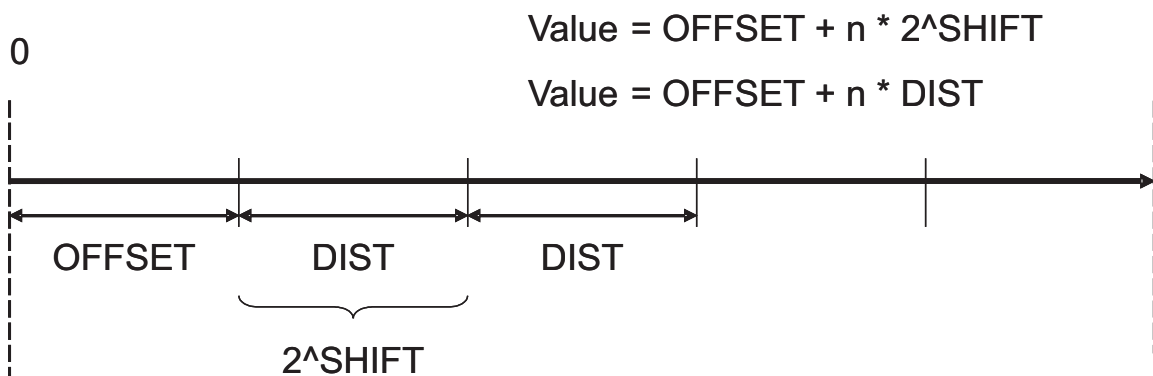 Value = OFFSET + n * 2^SHIFT
0
Value = OFFSET + n * DIST
OFFSET
DIST
DIST
2^SHIFT